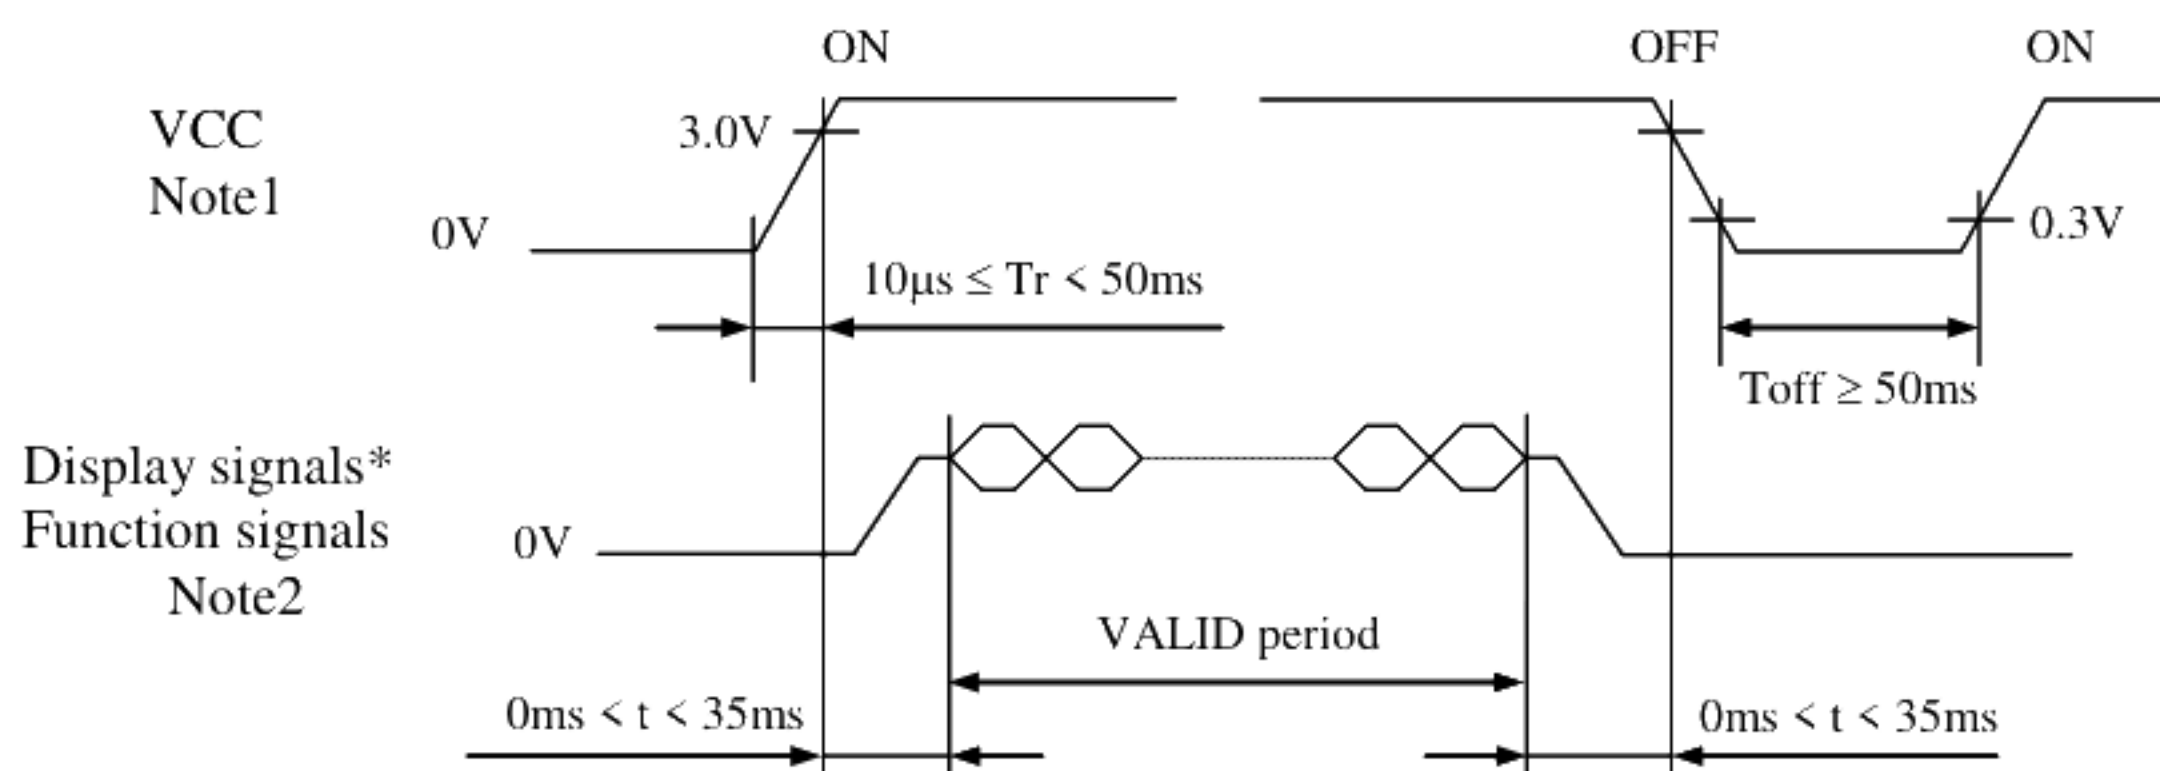 ON
OFF
ON
VCC
Note1
3.0V
0V
0.3V
10μs ≤ Tr < 50ms
Toff ≥ 50ms
Display signals*
Function signals
Note2
0V
VALID period
0ms < t < 35ms
0ms < t < 35ms